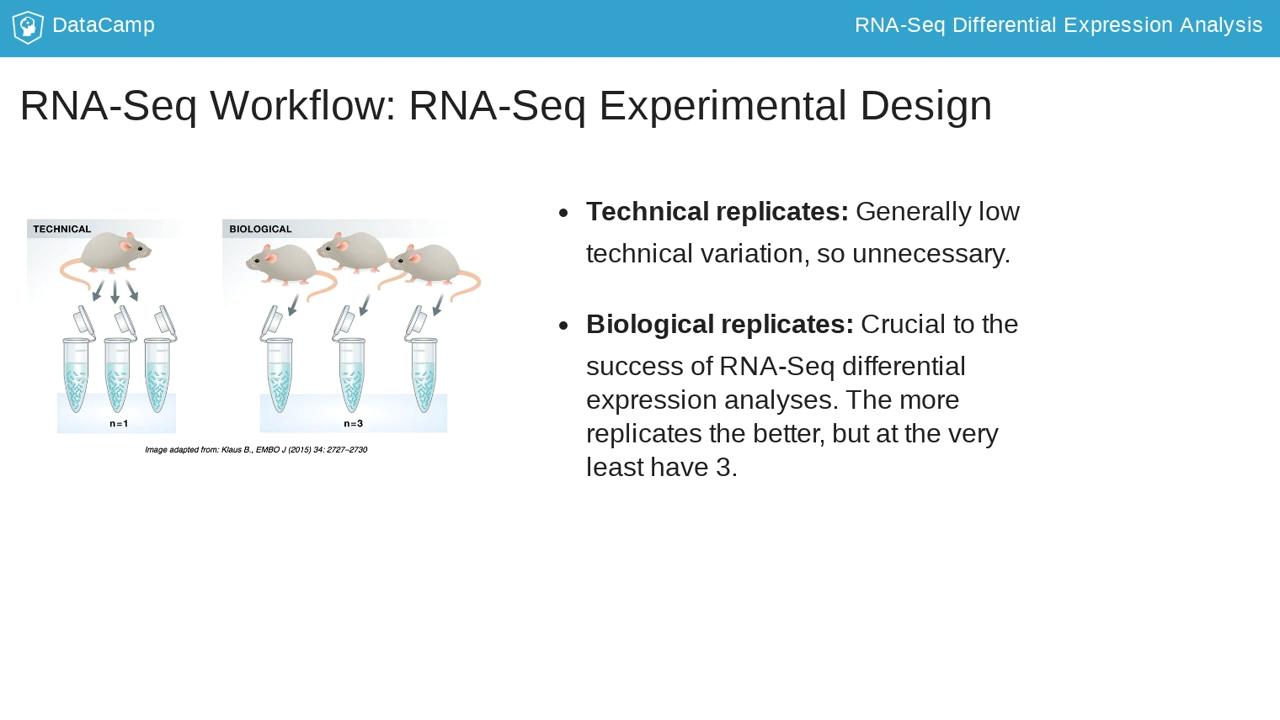 DataCamp
RNA-Seq Differential Expression Analysis
RNA-Seq Workflow: RNA-Seq Experimental Design
TECHNICAL
n=1
BIOLOGICAL
n=3
Image adapted from: Klaus B., EMBO J (2015) 34: 2727–2730
• Technical replicates: Generally low
technical variation, so unnecessary.
• Biological replicates: Crucial to the
success of RNA-Seq differential
expression analyses. The more
replicates the better, but at the very
least have 3.